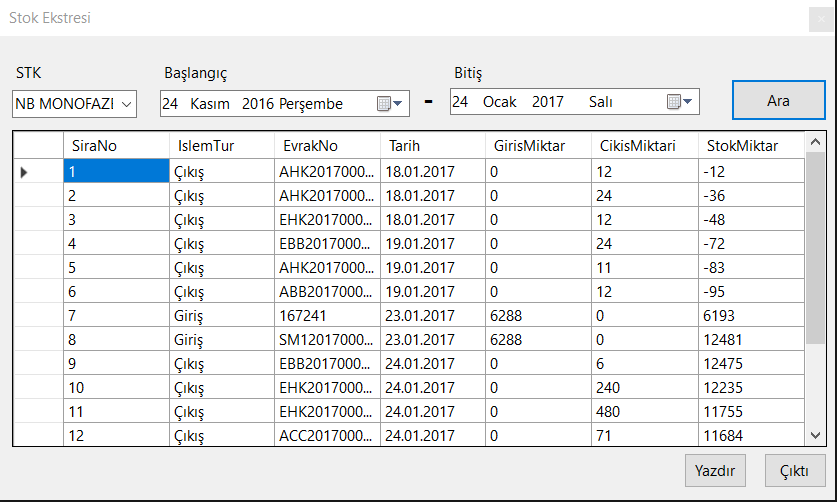 Stok Ekstresi
STK Başlangıç Bitiş
NB MONOFAZE 24 Kasım 2016 Perşembe - 24 Ocak 2017 Salı Ara
SiraNo IslemTur EvrakNo Tarih GirisMiktar CikisMiktari StokMiktar
1 Çıkış AHK2017000... 18.01.2017 0 12 -12
2 Çıkış AHK2017000... 18.01.2017 0 24 -36
3 Çıkış EHK2017000... 18.01.2017 0 12 -48
4 Çıkış EBB2017000... 19.01.2017 0 24 -72
5 Çıkış AHK2017000... 19.01.2017 0 11 -83
6 Çıkış ABB2017000... 19.01.2017 0 12 -95
7 Giriş 167241 23.01.2017 6288 0 6193
8 Giriş SM12017000... 23.01.2017 6288 0 12481
9 Çıkış EBB2017000... 24.01.2017 0 6 12475
10 Çıkış EHK2017000... 24.01.2017 0 240 12235
11 Çıkış EHK2017000... 24.01.2017 0 480 11755
12 Çıkış ACC2017000... 24.01.2017 0 71 11684
Yazdır Çıktı